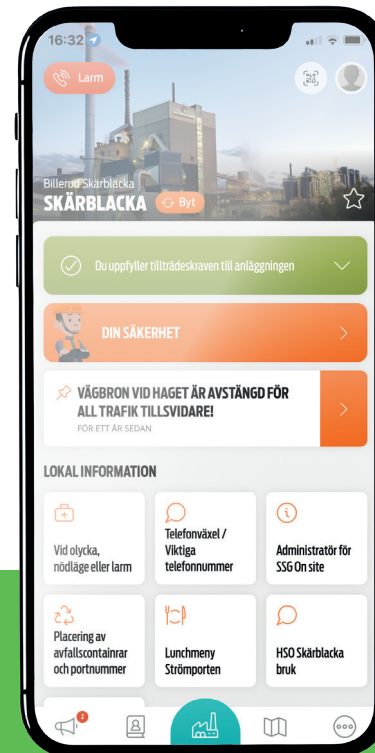 16:32
Larm
Billerud Skärblacka
SKÄRBLACKA
Byt
Du uppfyller tillträdeskraven till anläggningen
DIN SÄKERHET
VÄGBRON VID HAGET ÄR AVSTÄNGD FÖR
ALL TRAFIK TILLSVIDARE!
FÖR ETT ÅR SEDAN
LOKAL INFORMATION
Vid olycka,
nödläge eller larm
Telefonväxel /
Viktiga
telefonnummer
Administratör för
SSG On site
Placering av
avfallscontainrar
och portnummer
Lunchmeny
Strömporten
HSO Skärblacka
bruk
2